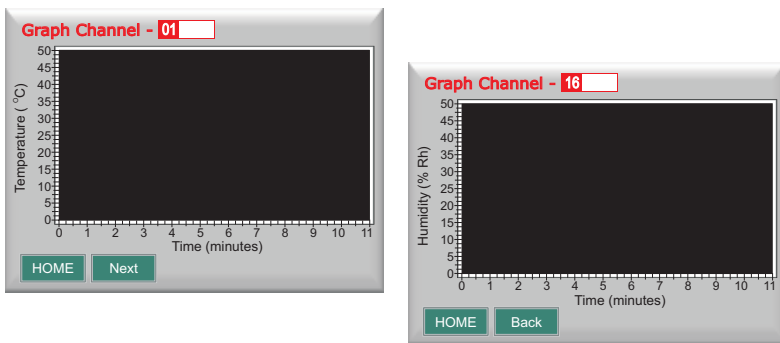 Graph Channel - 01
50
45
40
35
30
25
20
15
10
5
0
Temperature ( °C)
0 1 2 3 4 5 6 7 8 9 10 11
Time (minutes)
HOME Next
Graph Channel - 16
50
45
40
35
30
25
20
15
10
5
0
Humidity (% Rh)
0 1 2 3 4 5 6 7 8 9 10 11
Time (minutes)
HOME Back